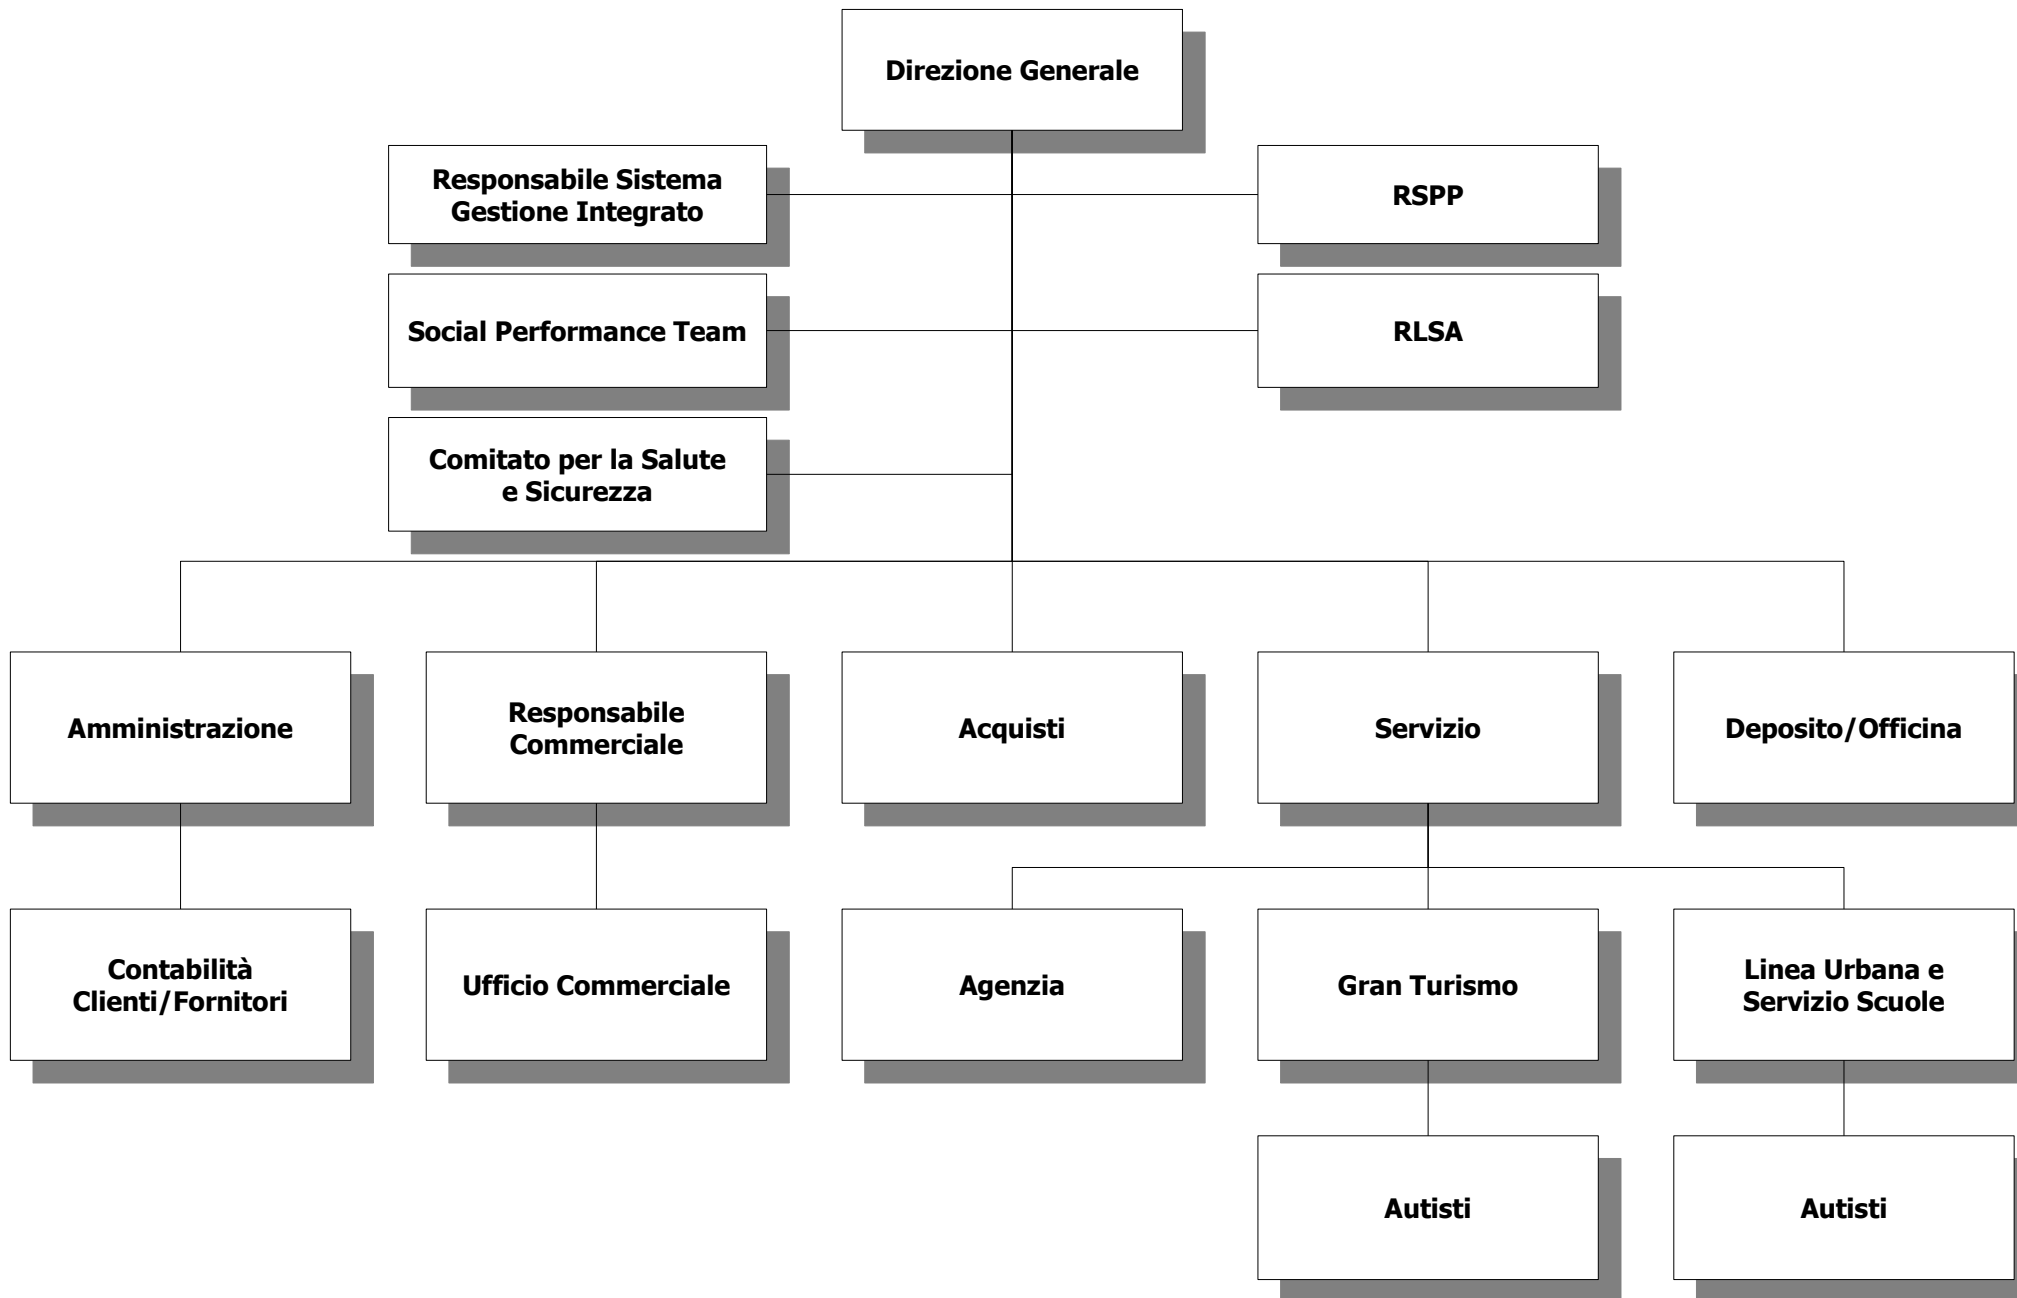 Direzione Generale
Responsabile Sistema
Gestione Integrato
RSPP
Social Performance Team
RLSA
Comitato per la Salute
e Sicurezza
Amministrazione
Responsabile
Commerciale
Acquisti
Servizio
Deposito/Officina
Contabilità
Clienti/Fornitori
Ufficio Commerciale
Agenzia
Gran Turismo
Linea Urbana e
Servizio Scuole
Autisti
Autisti